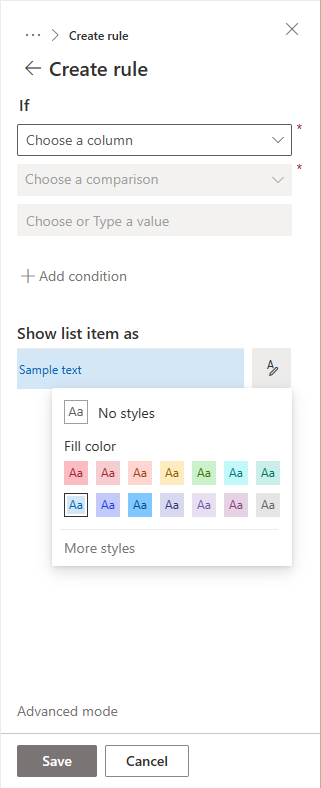 ··· > Create rule
Create rule
If
Choose a column *
Choose a comparison *
Choose or Type a value
Add condition
Show list item as
Sample text
Aa No styles
Fill color
Aa Aa Aa Aa Aa Aa Aa
Aa Aa Aa Aa Aa Aa Aa
More styles
Advanced mode
Save Cancel